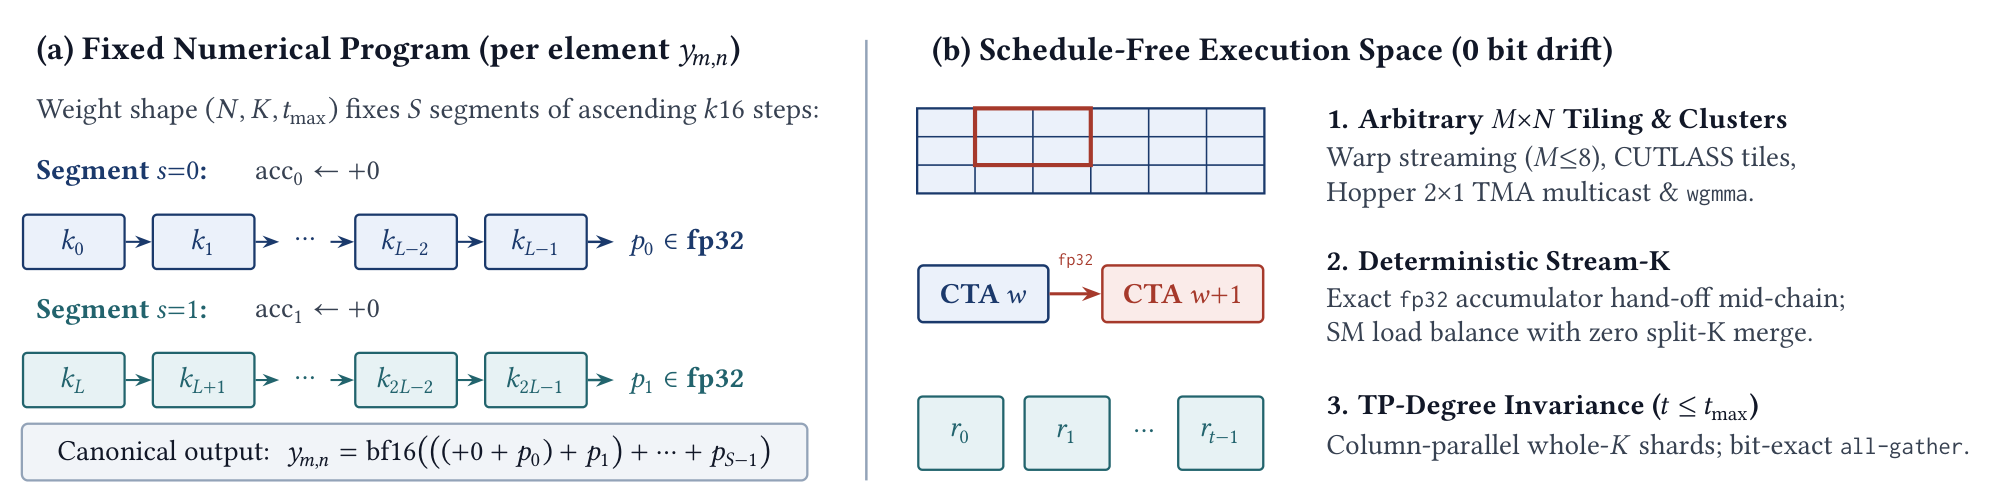 (a) Fixed Numerical Program (per element y_{m,n})
Weight shape (N, K, t_max) fixes S segments of ascending k16 steps:
Segment s=0: acc_0 ← +0
k_0 k_1 ··· k_{L−2} k_{L−1} p_0 ∈ fp32
Segment s=1: acc_1 ← +0
k_L k_{L+1} ··· k_{2L−2} k_{2L−1} p_1 ∈ fp32
Canonical output: y_{m,n} = bf16(((+0 + p_0) + p_1) + ··· + p_{S−1})
(b) Schedule-Free Execution Space (0 bit drift)
1. Arbitrary M×N Tiling & Clusters
Warp streaming (M≤8), CUTLASS tiles,
Hopper 2×1 TMA multicast & wgmma.
fp32
CTA w CTA w+1
2. Deterministic Stream-K
Exact fp32 accumulator hand-off mid-chain;
SM load balance with zero split-K merge.
r_0 r_1 ··· r_{t−1}
3. TP-Degree Invariance (t ≤ t_max)
Column-parallel whole-K shards; bit-exact all-gather.